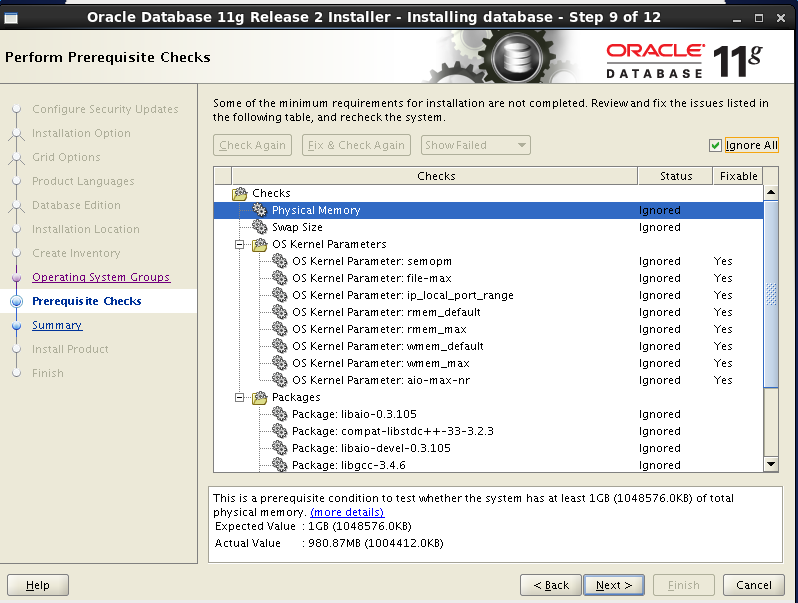 Oracle Database 11g Release 2 Installer - Installing database - Step 9 of 12
Perform Prerequisite Checks
ORACLE 11g
DATABASE
Configure Security Updates
Installation Option
Grid Options
Product Languages
Database Edition
Installation Location
Create Inventory
Operating System Groups
Prerequisite Checks
Summary
Install Product
Finish
Some of the minimum requirements for installation are not completed. Review and fix the issues listed in
the following table, and recheck the system.
Check Again Fix & Check Again Show Failed Ignore All
Checks Status Fixable
Checks
Physical Memory Ignored
Swap Size Ignored
OS Kernel Parameters
OS Kernel Parameter: semopm Ignored Yes
OS Kernel Parameter: file-max Ignored Yes
OS Kernel Parameter: ip_local_port_range Ignored Yes
OS Kernel Parameter: rmem_default Ignored Yes
OS Kernel Parameter: rmem_max Ignored Yes
OS Kernel Parameter: wmem_default Ignored Yes
OS Kernel Parameter: wmem_max Ignored Yes
OS Kernel Parameter: aio-max-nr Ignored Yes
Packages
Package: libaio-0.3.105 Ignored
Package: compat-libstdc++-33-3.2.3 Ignored
Package: libaio-devel-0.3.105 Ignored
Package: libgcc-3.4.6 Ignored
This is a prerequisite condition to test whether the system has at least 1GB (1048576.0KB) of total
physical memory. (more details)
Expected Value : 1GB (1048576.0KB)
Actual Value : 980.87MB (1004412.0KB)
Help < Back Next > Finish Cancel